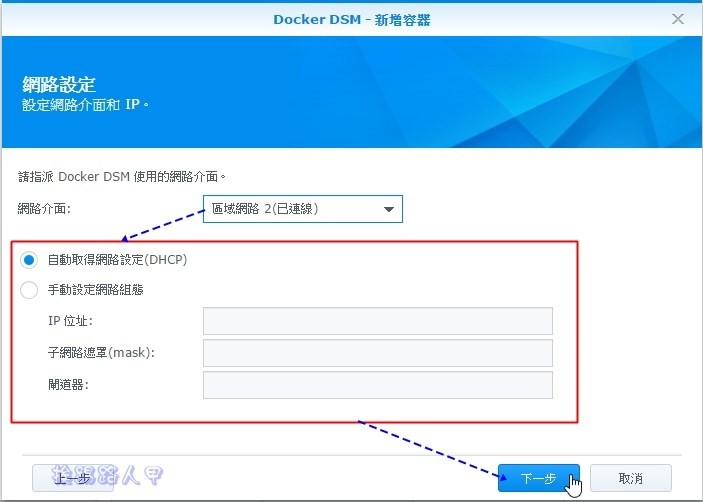 Docker DSM - 新增容器
網路設定
設定網路介面和 IP。
請指派 Docker DSM 使用的網路介面。
網路介面: 區域網路 2(已連線)
自動取得網路設定(DHCP)
手動設定網路組態
IP 位址:
子網路遮罩(mask):
閘道器:
上一步 下一步 取消
挨踢路人甲